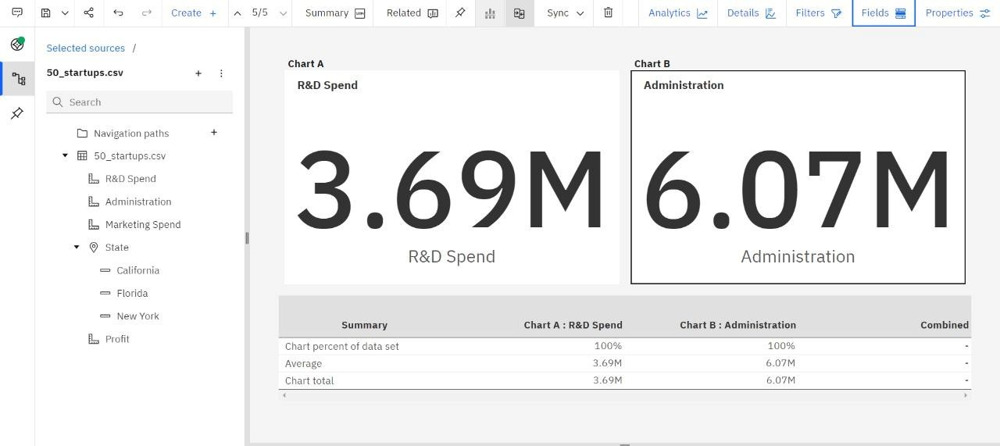 Create + 5/5 Summary Related Sync Analytics Details Filters Fields Properties
Selected sources /
50_startups.csv
Search
Navigation paths
50_startups.csv
R&D Spend
Administration
Marketing Spend
State
California
Florida
New York
Profit
Chart A
R&D Spend
3.69M
R&D Spend
Chart B
Administration
6.07M
Administration
Summary Chart A : R&D Spend Chart B : Administration Combined
Chart percent of data set 100% 100% -
Average 3.69M 6.07M -
Chart total 3.69M 6.07M -